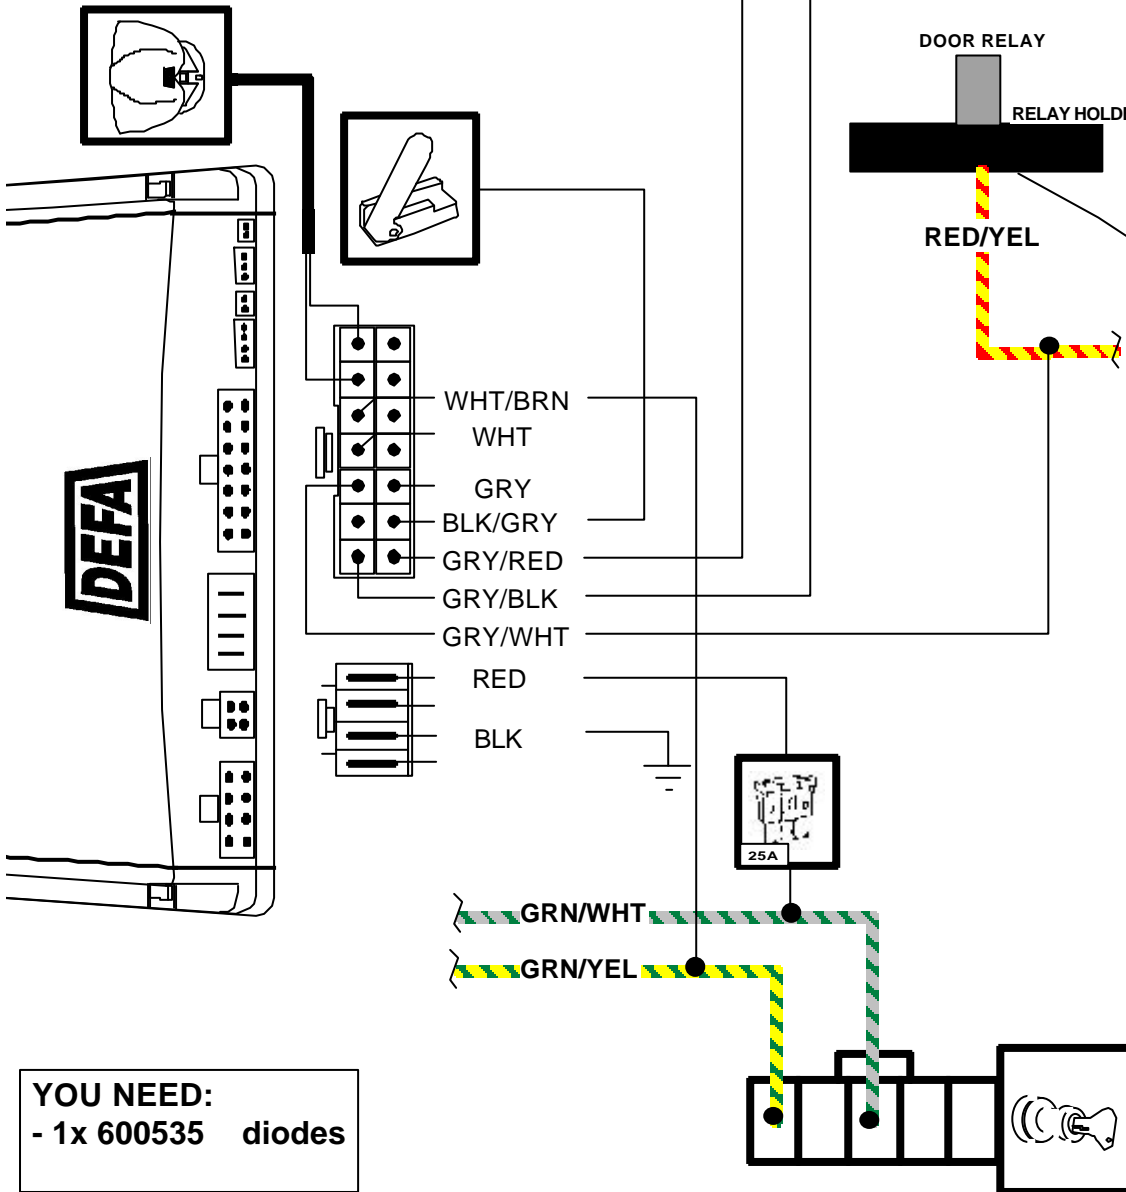 DOOR RELAY
RELAY HOLDE
RED/YEL
WHT/BRN
WHT
GRY
BLK/GRY
GRY/RED
GRY/BLK
GRY/WHT
RED
BLK
DEFA
25A
GRN/WHT
GRN/YEL
YOU NEED:
- 1x 600535 diodes